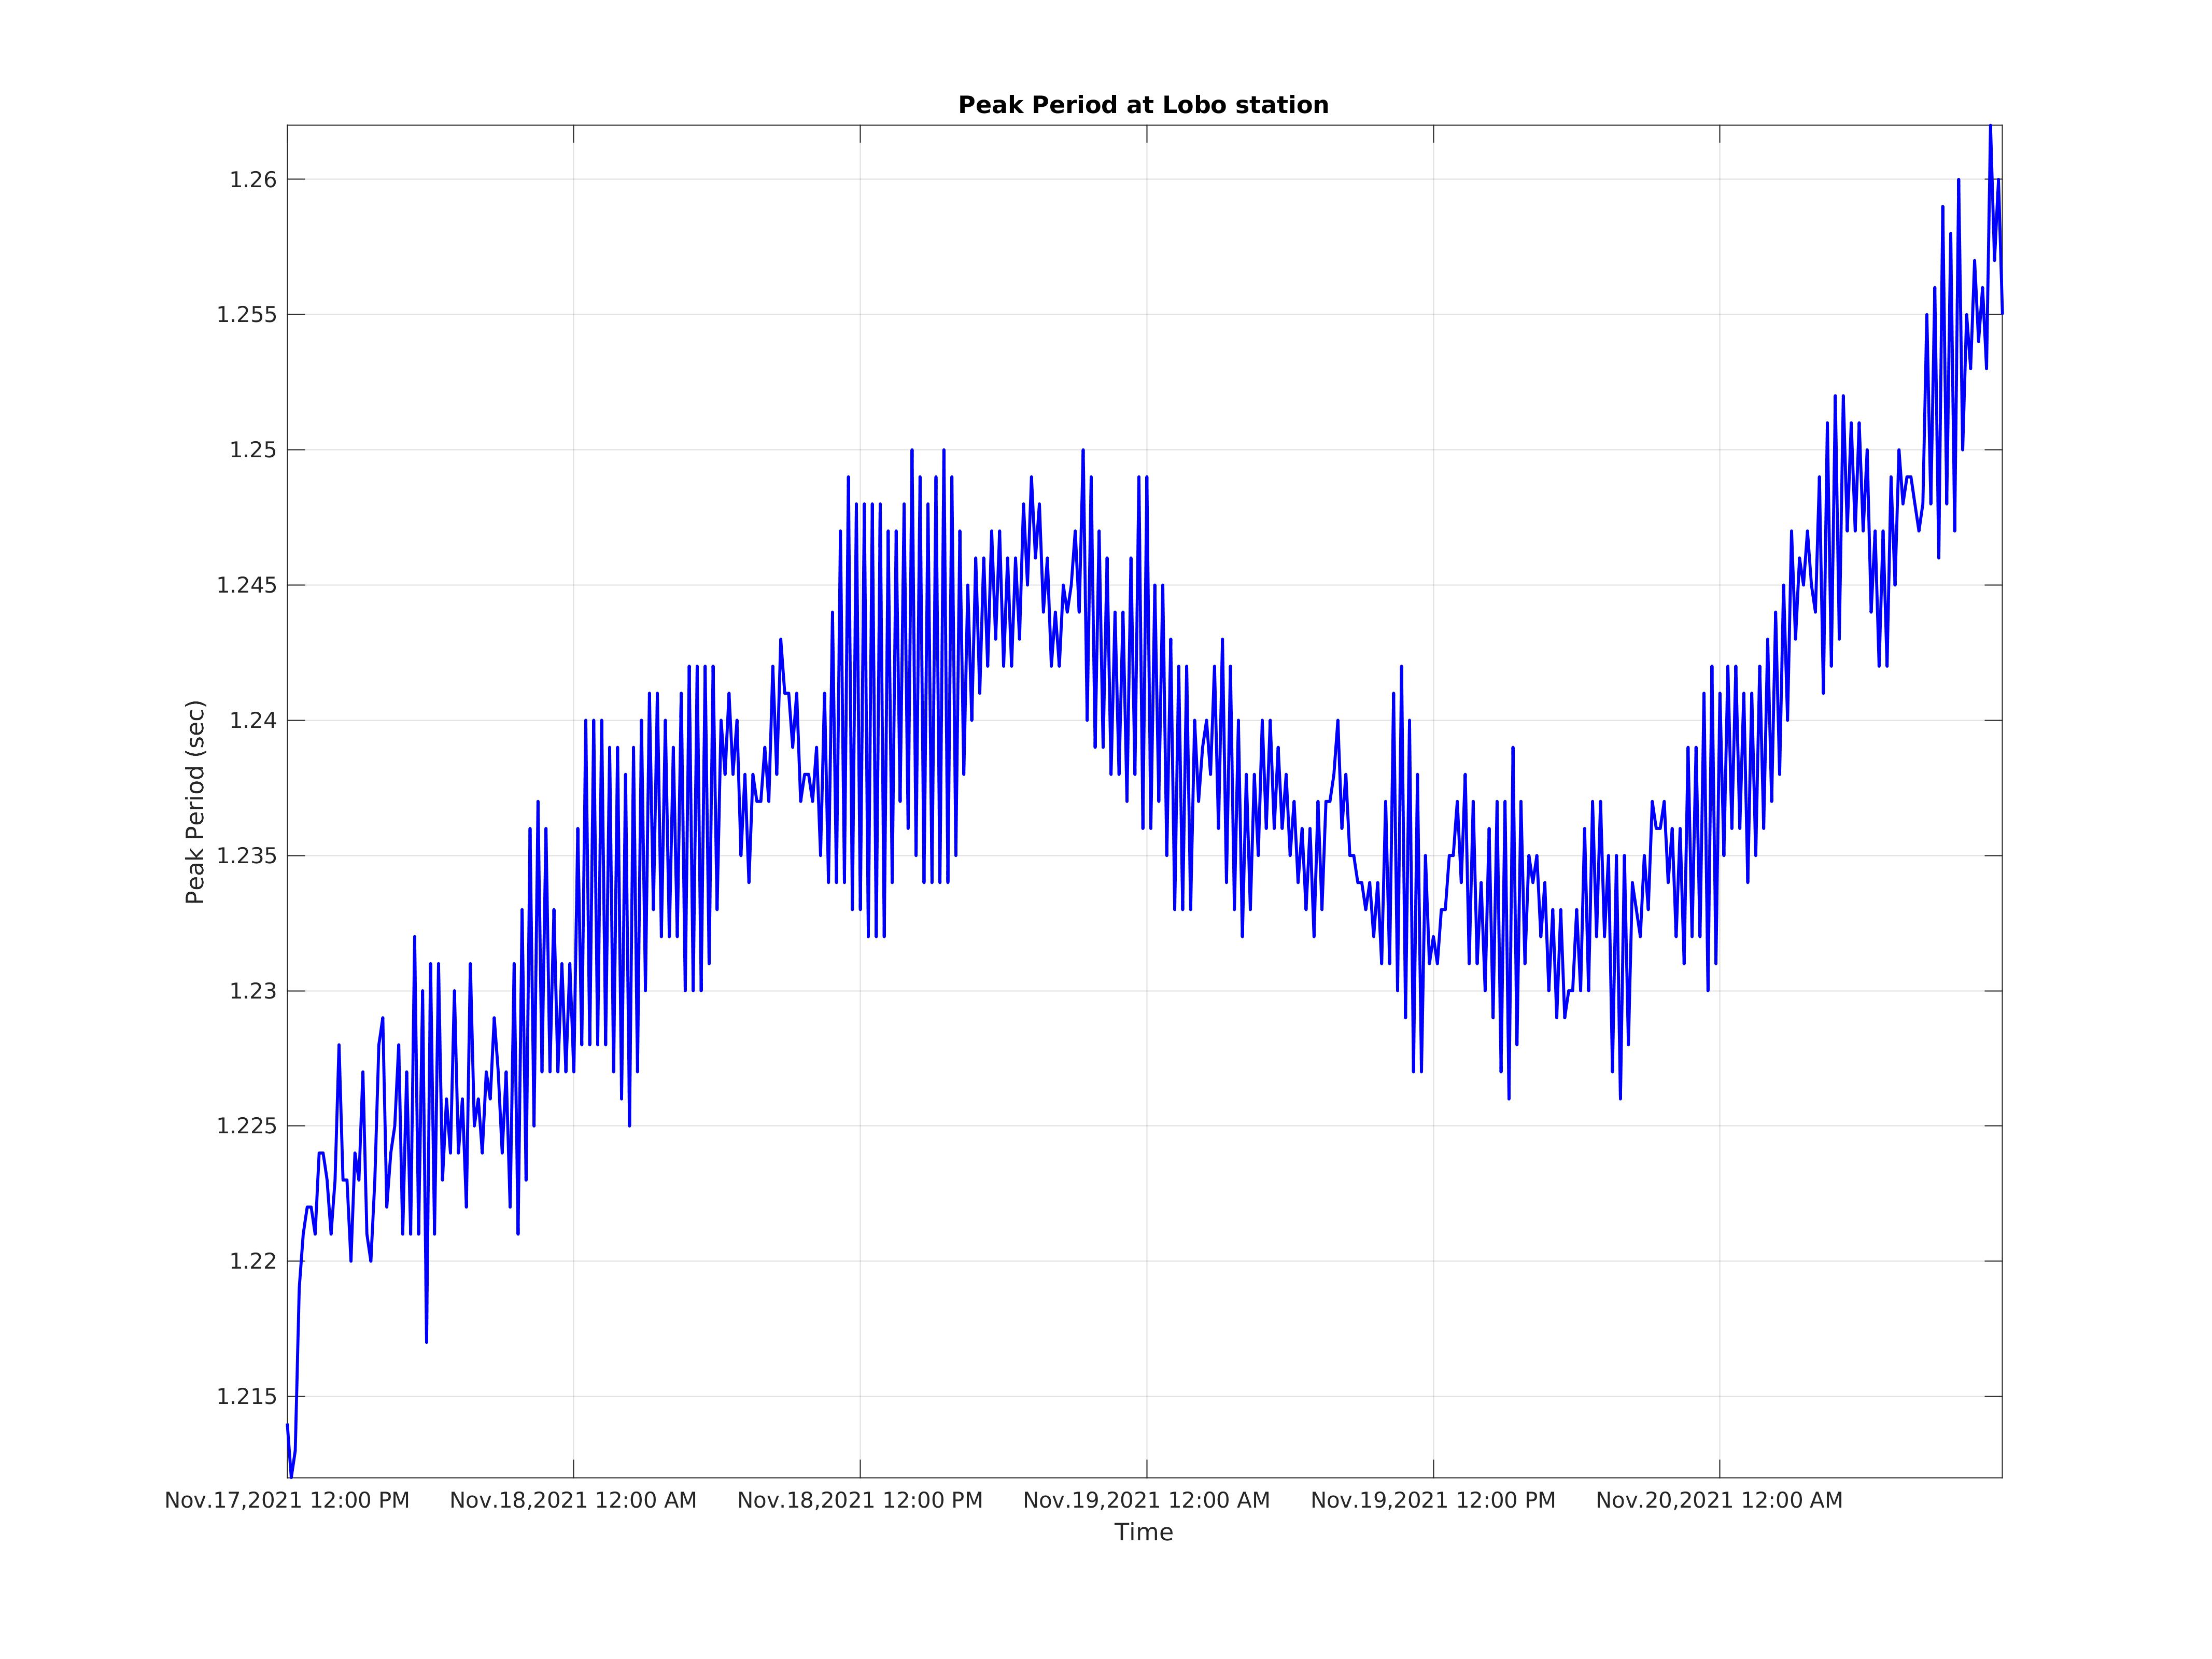 Peak Period at Lobo station
1.26
1.255
1.25
1.245
1.24
1.235
1.23
1.225
1.22
1.215
Peak Period (sec)
Nov.17,2021 12:00 PM Nov.18,2021 12:00 AM Nov.18,2021 12:00 PM Nov.19,2021 12:00 AM Nov.19,2021 12:00 PM Nov.20,2021 12:00 AM
Time